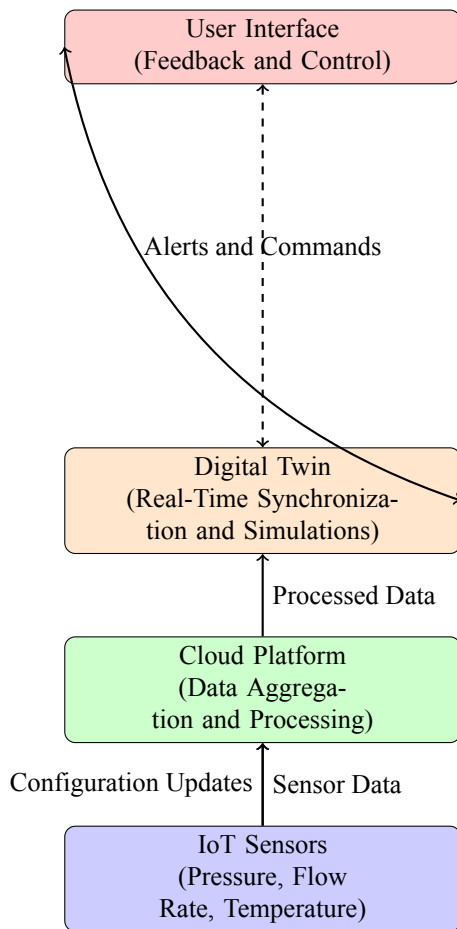 User Interface
(Feedback and Control)
Alerts and Commands
Digital Twin
(Real-Time Synchroniza-
tion and Simulations)
Processed Data
Cloud Platform
(Data Aggrega-
tion and Processing)
Configuration Updates
Sensor Data
IoT Sensors
(Pressure, Flow
Rate, Temperature)